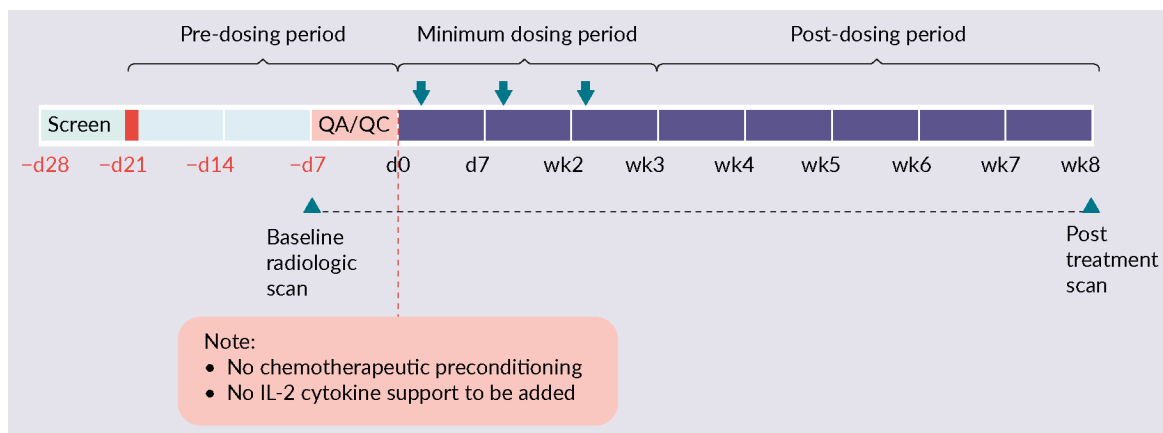 Pre-dosing period
Minimum dosing period
Post-dosing period
Screen
QA/QC
−d28
−d21
−d14
−d7
d0
d7
wk2
wk3
wk4
wk5
wk6
wk7
wk8
Baseline
radiologic
scan
Post
treatment
scan
Note:
• No chemotherapeutic preconditioning
• No IL-2 cytokine support to be added